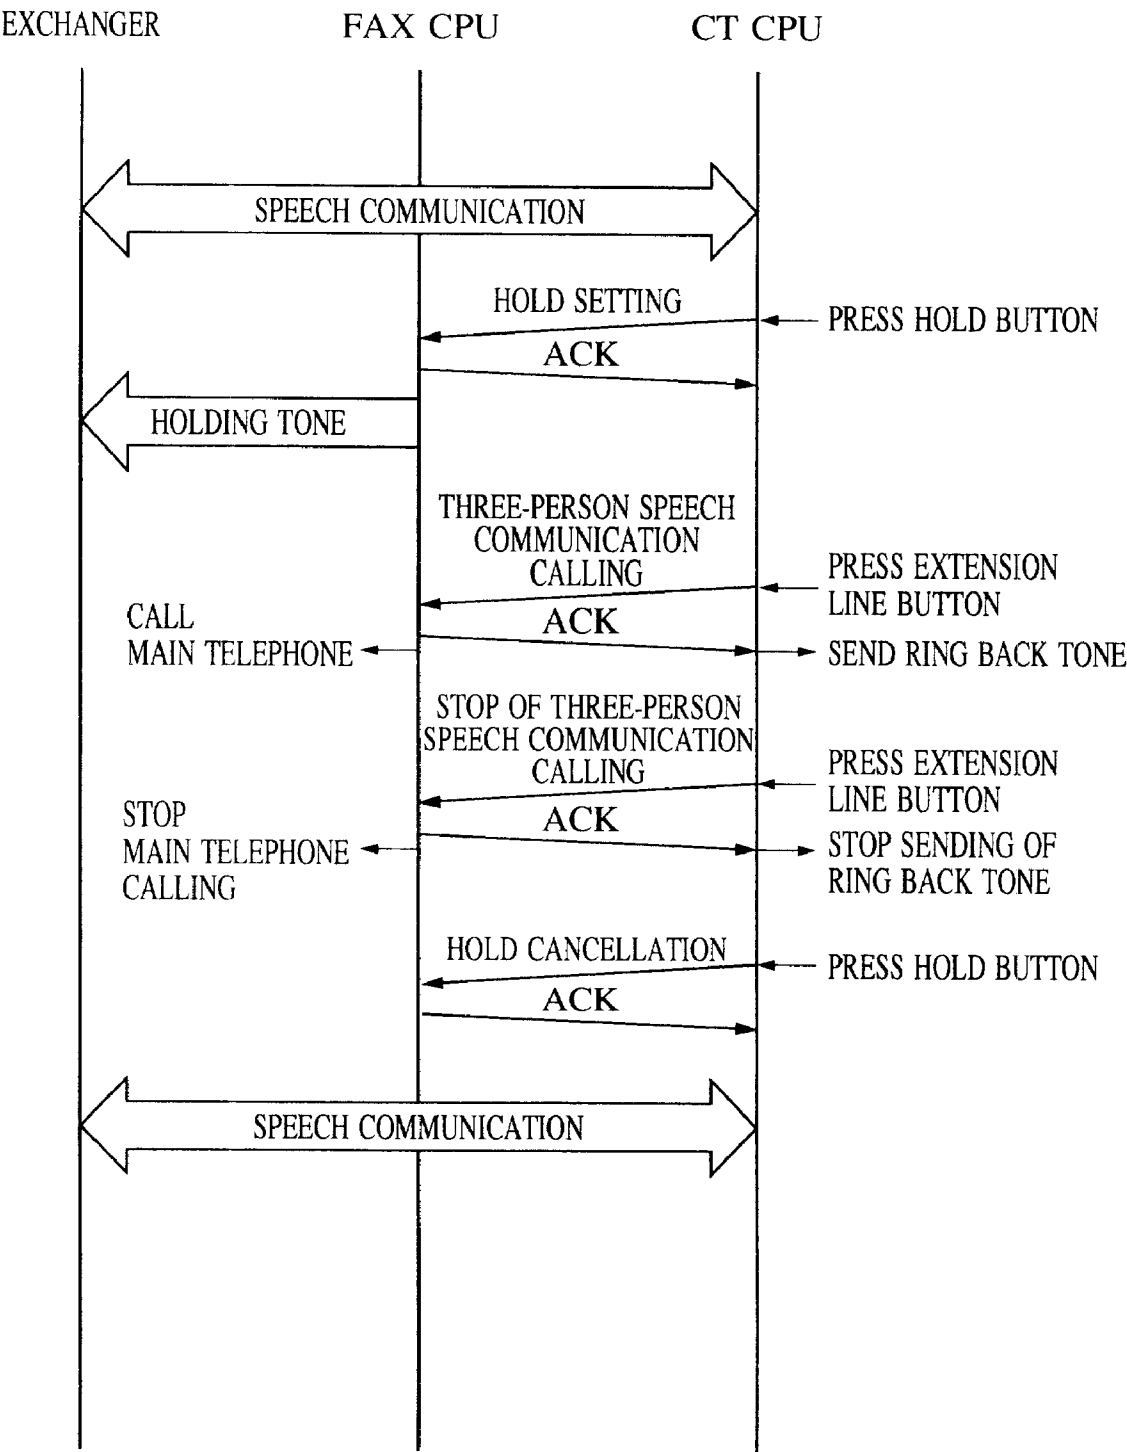 EXCHANGER
FAX CPU
CT CPU
SPEECH COMMUNICATION
HOLD SETTING
PRESS HOLD BUTTON
ACK
HOLDING TONE
THREE-PERSON SPEECH
COMMUNICATION
CALLING
PRESS EXTENSION
LINE BUTTON
ACK
CALL
MAIN TELEPHONE
SEND RING BACK TONE
STOP OF THREE-PERSON
SPEECH COMMUNICATION
CALLING
PRESS EXTENSION
LINE BUTTON
ACK
STOP
MAIN TELEPHONE
CALLING
STOP SENDING OF
RING BACK TONE
HOLD CANCELLATION
PRESS HOLD BUTTON
ACK
SPEECH COMMUNICATION